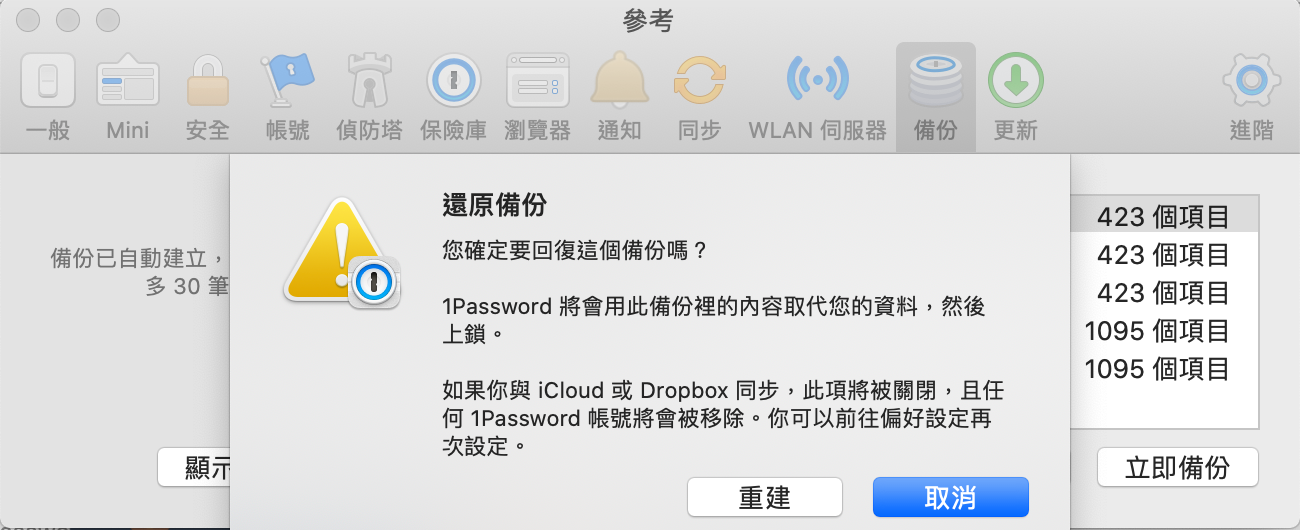 參考
一般 Mini 安全 帳號 偵防塔 保險庫 瀏覽器 通知 同步 WLAN 伺服器 備份 更新 進階
還原備份
您確定要回復這個備份嗎？
1Password 將會用此備份裡的內容取代您的資料，然後
上鎖。
如果你與 iCloud 或 Dropbox 同步，此項將被關閉，且任
何 1Password 帳號將會被移除。你可以前往偏好設定再
次設定。
重建 取消
備份已自動建立，
多 30 筆
顯示
423 個項目
423 個項目
423 個項目
1095 個項目
1095 個項目
立即備份